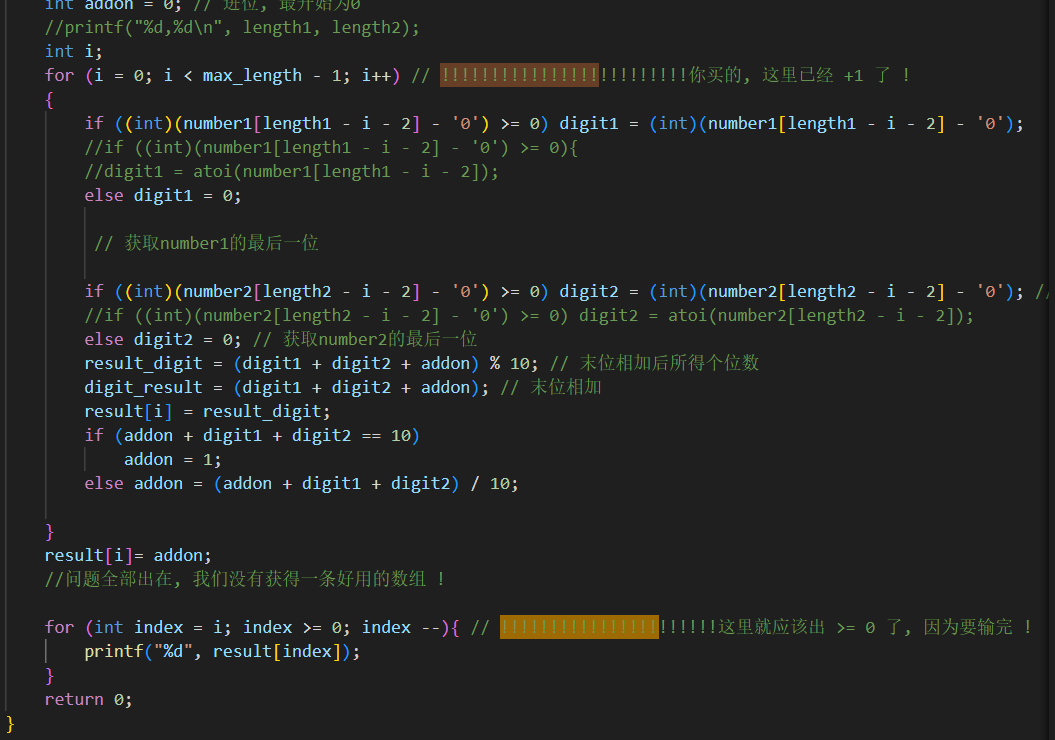 int addon = 0; // 进位, 最开始为0
//printf("%d,%d\n", length1, length2);
int i;
for (i = 0; i < max_length - 1; i++) // !!!!!!!!!!!!!!!!!!!!!!!!!你买的, 这里已经 +1 了 !
{
if ((int)(number1[length1 - i - 2] - '0') >= 0) digit1 = (int)(number1[length1 - i - 2] - '0');
//if ((int)(number1[length1 - i - 2] - '0') >= 0){
//digit1 = atoi(number1[length1 - i - 2]);
else digit1 = 0;
// 获取number1的最后一位
if ((int)(number2[length2 - i - 2] - '0') >= 0) digit2 = (int)(number2[length2 - i - 2] - '0'); //
//if ((int)(number2[length2 - i - 2] - '0') >= 0) digit2 = atoi(number2[length2 - i - 2]);
else digit2 = 0; // 获取number2的最后一位
result_digit = (digit1 + digit2 + addon) % 10; // 末位相加后所得个位数
digit_result = (digit1 + digit2 + addon); // 末位相加
result[i] = result_digit;
if (addon + digit1 + digit2 == 10)
addon = 1;
else addon = (addon + digit1 + digit2) / 10;
}
result[i]= addon;
//问题全部出在, 我们没有获得一条好用的数组 !
for (int index = i; index >= 0; index --){ // !!!!!!!!!!!!!!!!!!!!!!这里就应该出 >= 0 了, 因为要输完 !
printf("%d", result[index]);
}
return 0;
}